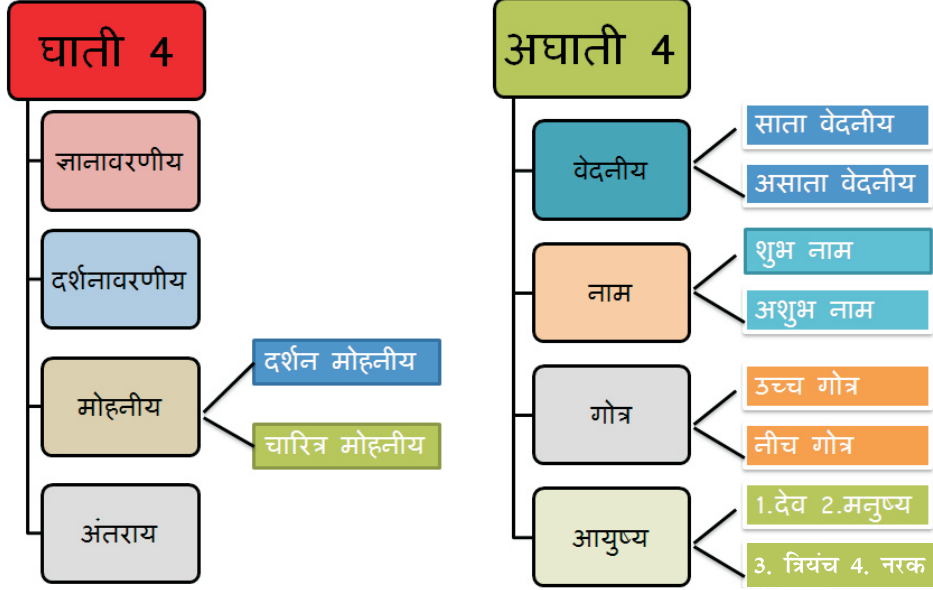 घाती 4
ज्ञानावरणीय
दर्शनावरणीय
मोहनीय
दर्शन मोहनीय
चारित्र मोहनीय
अंतराय
अघाती 4
वेदनीय
साता वेदनीय
असाता वेदनीय
नाम
शुभ नाम
अशुभ नाम
गोत्र
उच्च गोत्र
नीच गोत्र
आयुष्य
1.देव 2.मनुष्य
3. त्रियंच 4. नरक